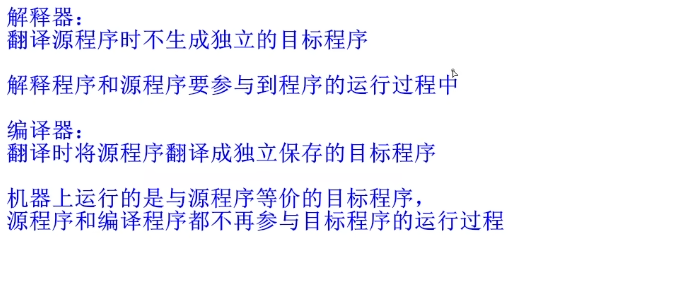 解释器：
翻译源程序时不生成独立的目标程序
解释程序和源程序要参与到程序的运行过程中
编译器：
翻译时将源程序翻译成独立保存的目标程序
机器上运行的是与源程序等价的目标程序，
源程序和编译程序都不再参与目标程序的运行过程